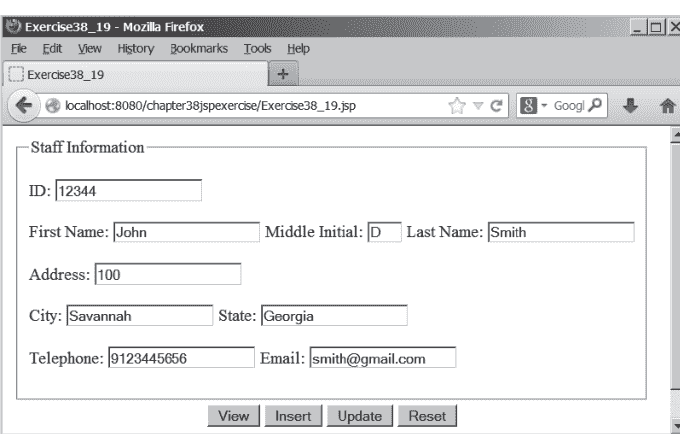 Exercise38_19 - Mozilla Firefox
File Edit View History Bookmarks Tools Help
Exercise38_19 +
localhost:8080/chapter38jspexercise/Exercise38_19.jsp 8 Googl
Staff Information
ID: 12344
First Name: John Middle Initial: D Last Name: Smith
Address: 100
City: Savannah State: Georgia
Telephone: 9123445656 Email: smith@gmail.com
View Insert Update Reset